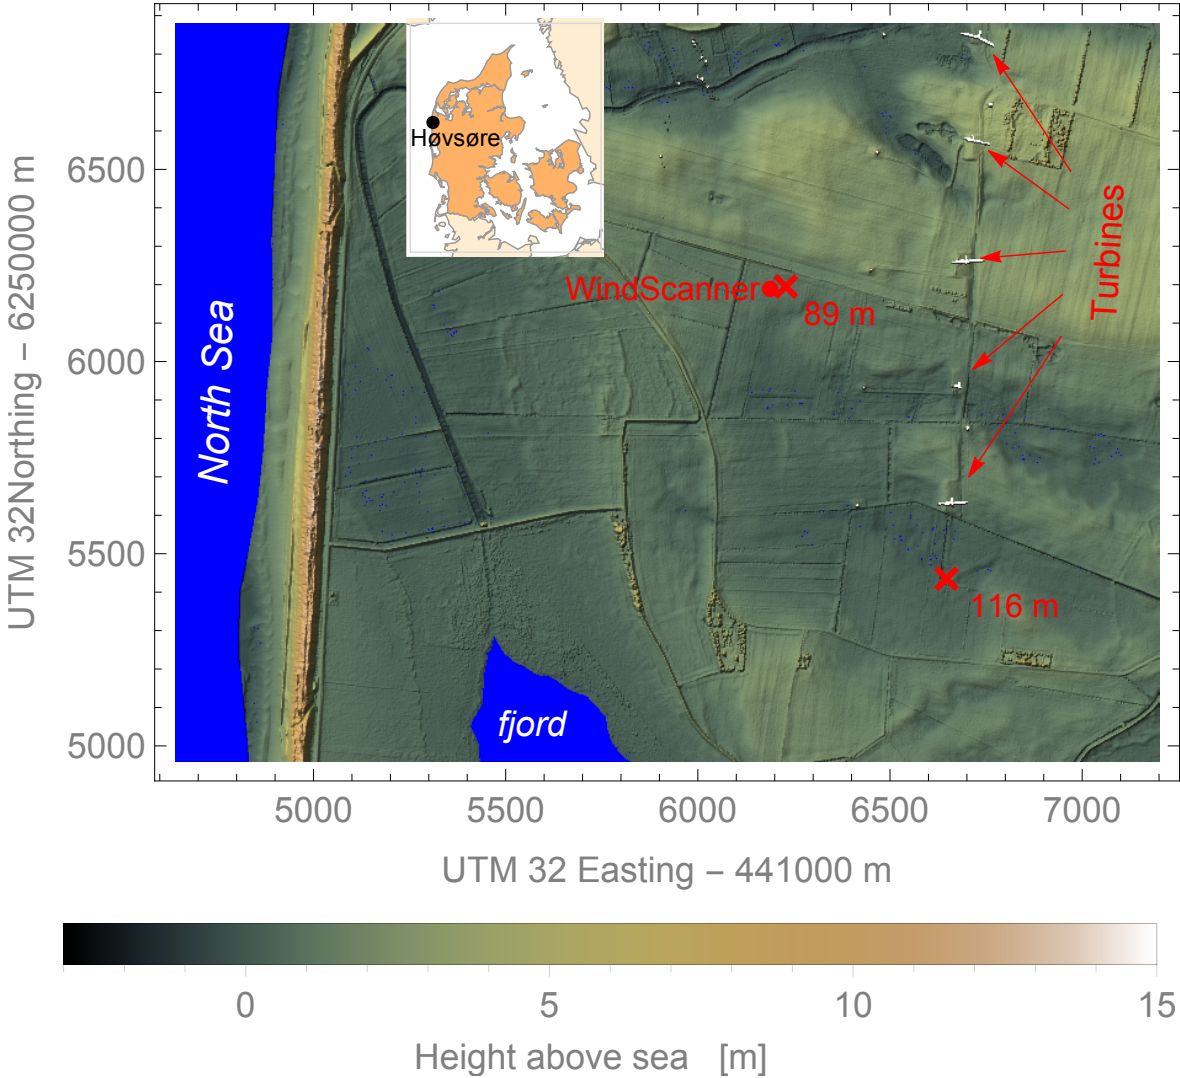 Høvsøre
6500
6000
5500
5000
UTM 32Northing − 6250000 m
North Sea
WindScanner
89 m
Turbines
116 m
fjord
5000
5500
6000
6500
7000
UTM 32 Easting − 441000 m
0
5
10
15
Height above sea [m]